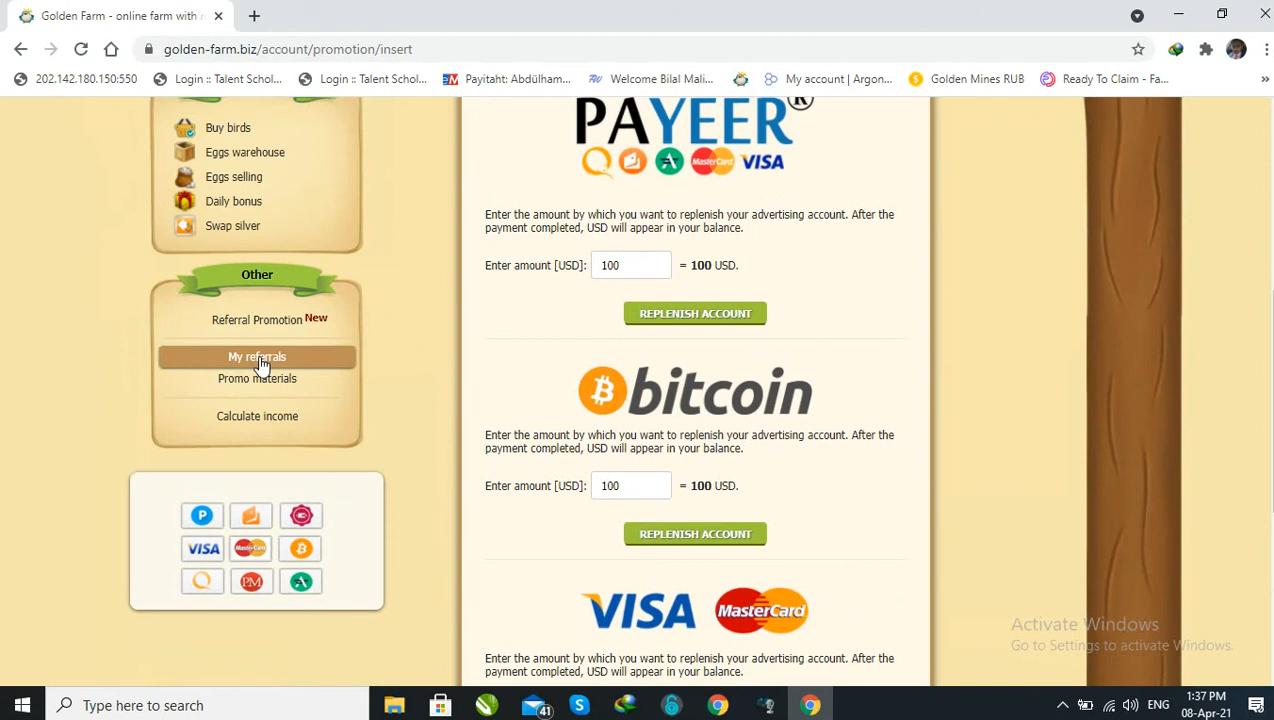 Golden Farm - online farm with r
golden-farm.biz/account/promotion/insert
202.142.180.150:550
Login :: Talent Schol...
Login :: Talent Schol...
Payitaht: Abdülham...
Welcome Bilal Mali...
My account | Argon...
Golden Mines RUB
Ready To Claim - Fa...
»
Buy birds
Eggs warehouse
Eggs selling
Daily bonus
Swap silver
Other
Referral Promotion New
My referrals
Promo materials
Calculate income
P
VISA MasterCard
PM
PAYEER®
MasterCard VISA
Enter the amount by which you want to replenish your advertising account. After the
payment completed, USD will appear in your balance.
Enter amount [USD]: 100 = 100 USD.
REPLENISH ACCOUNT
bitcoin
Enter the amount by which you want to replenish your advertising account. After the
payment completed, USD will appear in your balance.
Enter amount [USD]: 100 = 100 USD.
REPLENISH ACCOUNT
VISA MasterCard
Enter the amount by which you want to replenish your advertising account. After the
payment completed, USD will appear in your balance.
Activate Windows
Go to Settings to activate Windows.
Type here to search
41
ENG
1:37 PM
08-Apr-21